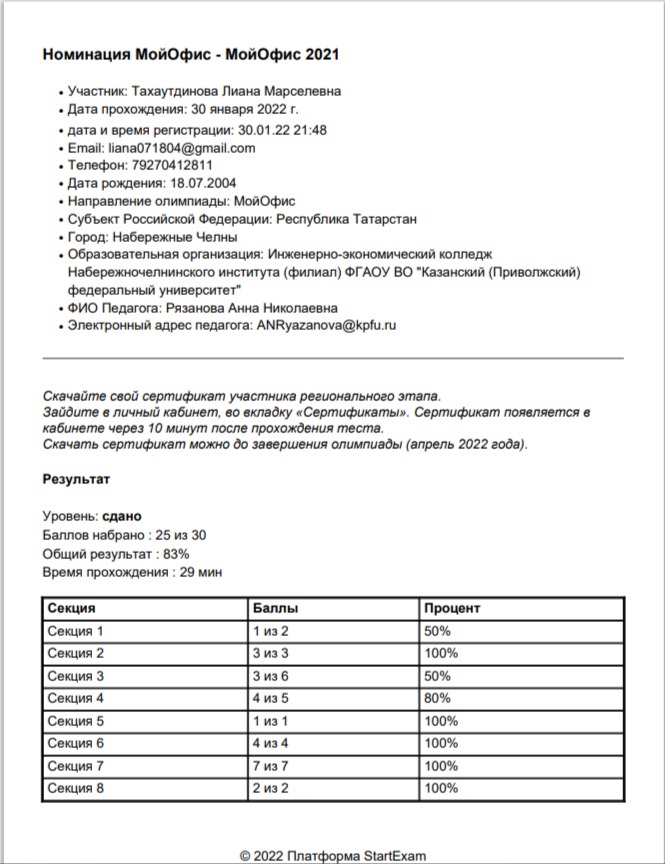 Номинация МойОфис - МойОфис 2021
• Участник: Тахаутдинова Лиана Марселевна
• Дата прохождения: 30 января 2022 г.
• дата и время регистрации: 30.01.22 21:48
• Email: liana071804@gmail.com
• Телефон: 79270412811
• Дата рождения: 18.07.2004
• Направление олимпиады: МойОфис
• Субъект Российской Федерации: Республика Татарстан
• Город: Набережные Челны
• Образовательная организация: Инженерно-экономический колледж
Набережночелнинского института (филиал) ФГАОУ ВО "Казанский (Приволжский)
федеральный университет"
• ФИО Педагога: Рязанова Анна Николаевна
• Электронный адрес педагога: ANRyazanova@kpfu.ru
Скачайте свой сертификат участника регионального этапа.
Зайдите в личный кабинет, во вкладку «Сертификаты». Сертификат появляется в
кабинете через 10 минут после прохождения теста.
Скачать сертификат можно до завершения олимпиады (апрель 2022 года).
Результат
Уровень: сдано
Баллов набрано : 25 из 30
Общий результат : 83%
Время прохождения : 29 мин
Секция Баллы Процент
Секция 1 1 из 2 50%
Секция 2 3 из 3 100%
Секция 3 3 из 6 50%
Секция 4 4 из 5 80%
Секция 5 1 из 1 100%
Секция 6 4 из 4 100%
Секция 7 7 из 7 100%
Секция 8 2 из 2 100%
© 2022 Платформа StartExam